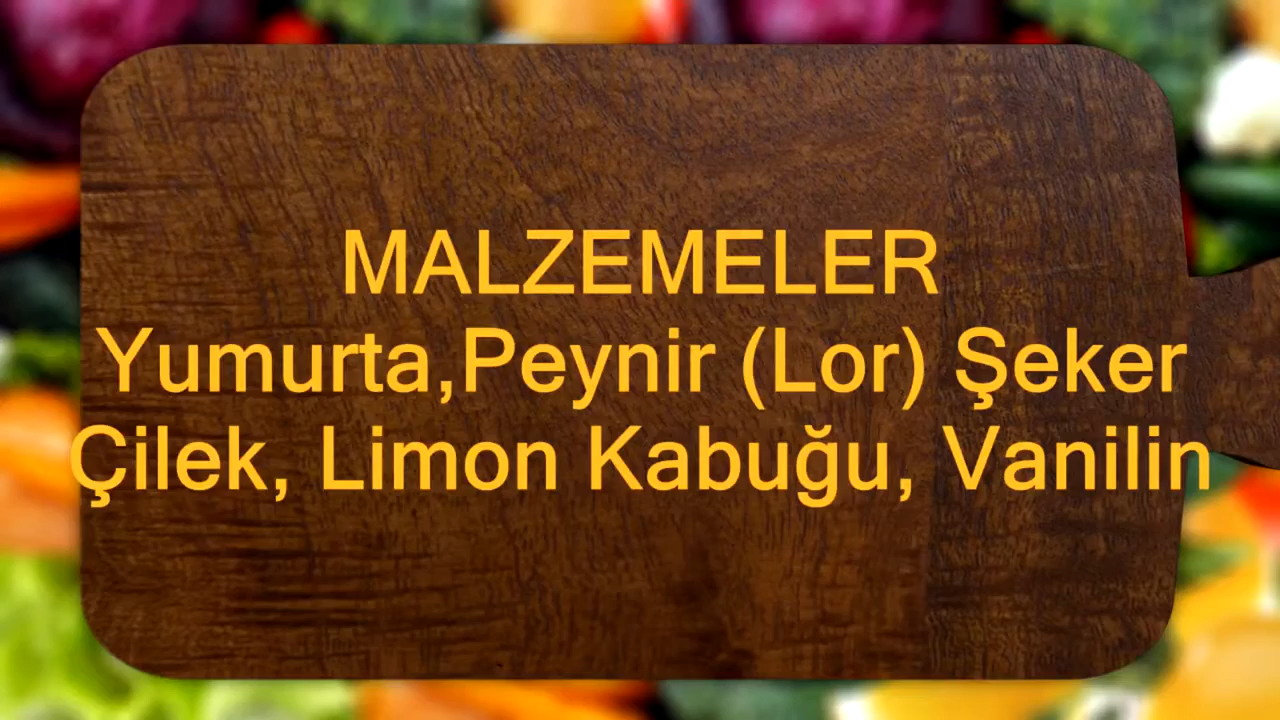 MALZEMELER
Yumurta,Peynir (Lor) Şeker
Çilek, Limon Kabuğu, Vanilin